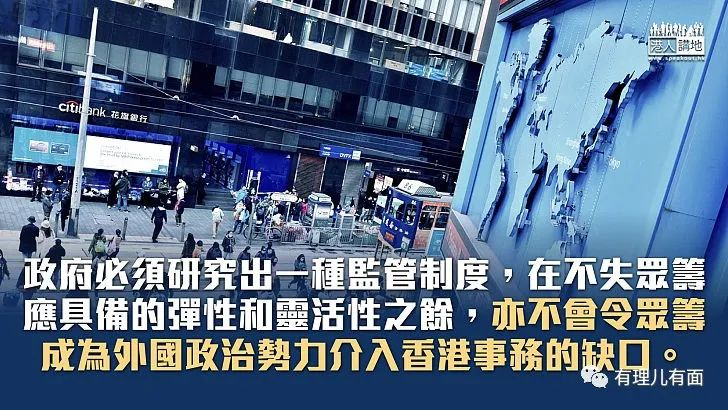 港人講地
www.speakout.hk
citibank 花旗銀行
政府必須研究出一種監管制度，在不失眾籌
應具備的彈性和靈活性之餘，亦不會令眾籌
成為外國政治勢力介入香港事務的缺口。
有理儿有面